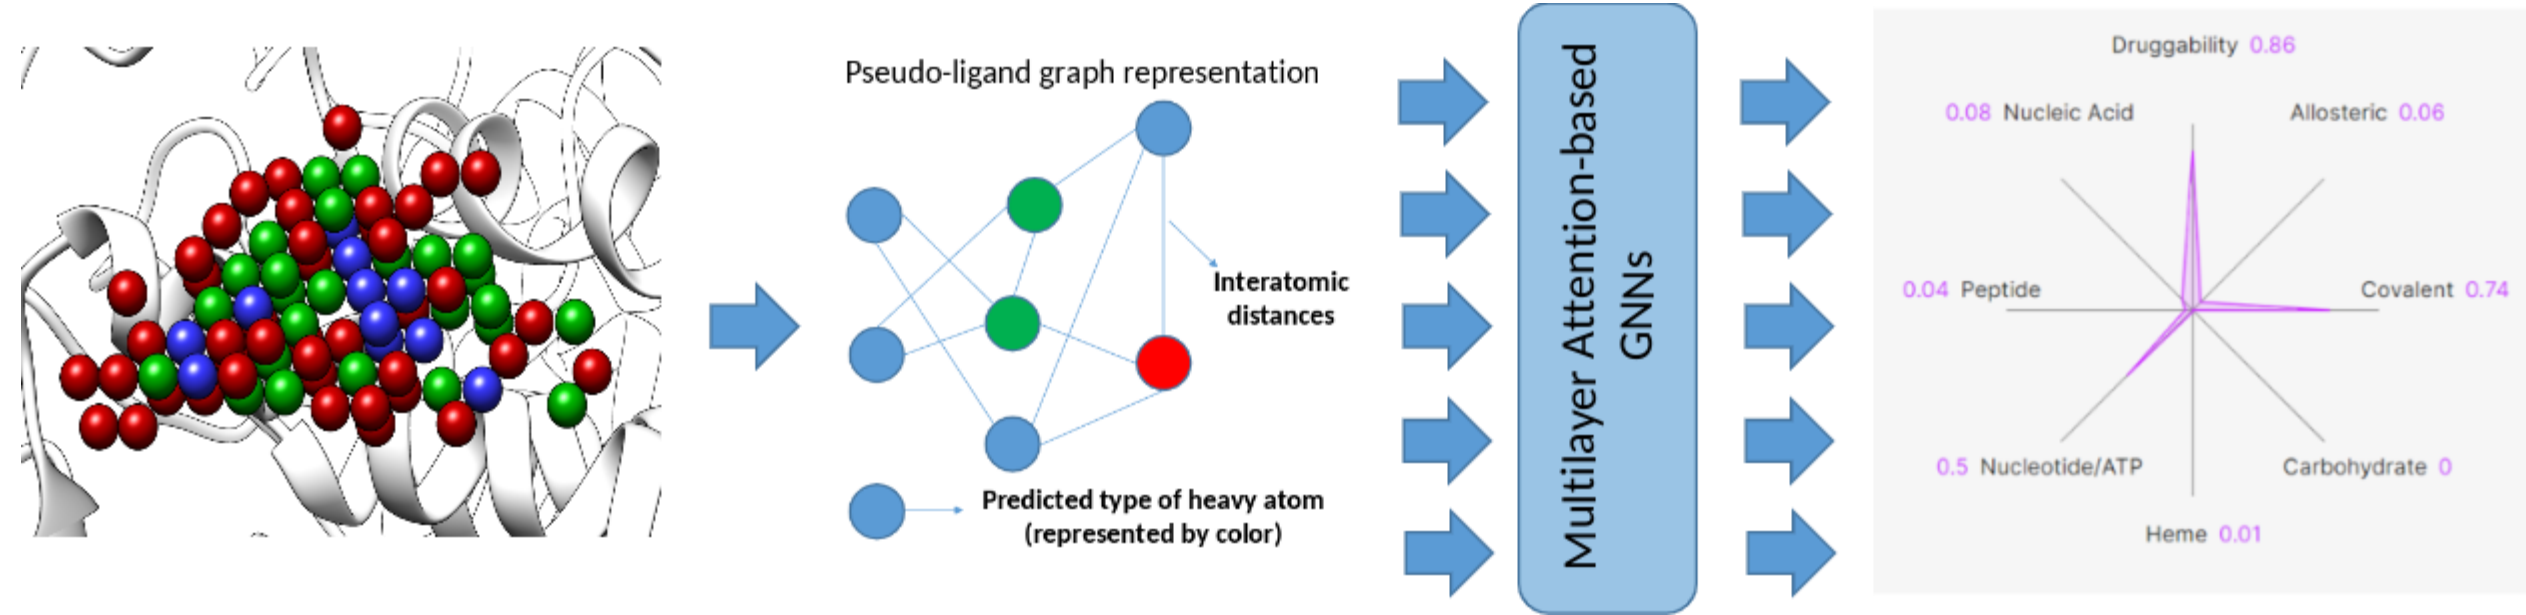 Pseudo-ligand graph representation
Interatomic
distances
Predicted type of heavy atom
(represented by color)
Multilayer Attention-based
GNNs
Druggability 0.86
0.08 Nucleic Acid
Allosteric 0.06
0.04 Peptide
Covalent 0.74
0.5 Nucleotide/ATP
Carbohydrate 0
Heme 0.01